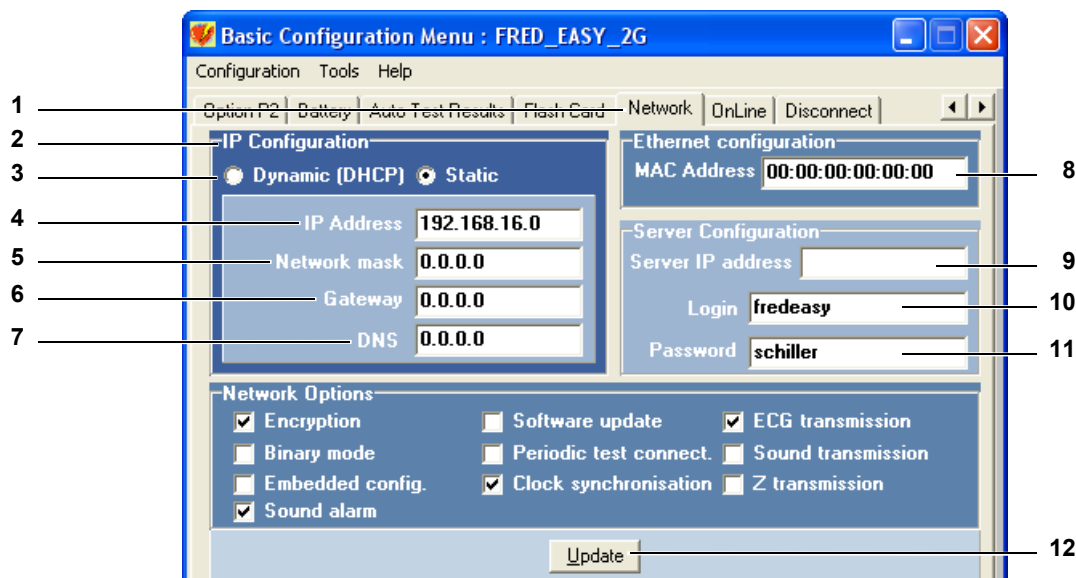 Basic Configuration Menu : FRED_EASY_2G
Configuration Tools Help
1
Option P2 Battery Auto Test Results Flash Card Network OnLine Disconnect
2
IP Configuration
3
Dynamic (DHCP) Static
4
IP Address 192.168.16.0
5
Network mask 0.0.0.0
6
Gateway 0.0.0.0
7
DNS 0.0.0.0
Ethernet configuration
MAC Address 00:00:00:00:00:00
8
Server Configuration
Server IP address
9
Login fredeasy
10
Password schiller
11
Network Options
Encryption Software update ECG transmission
Binary mode Periodic test connect. Sound transmission
Embedded config. Clock synchronisation Z transmission
Sound alarm
Update
12